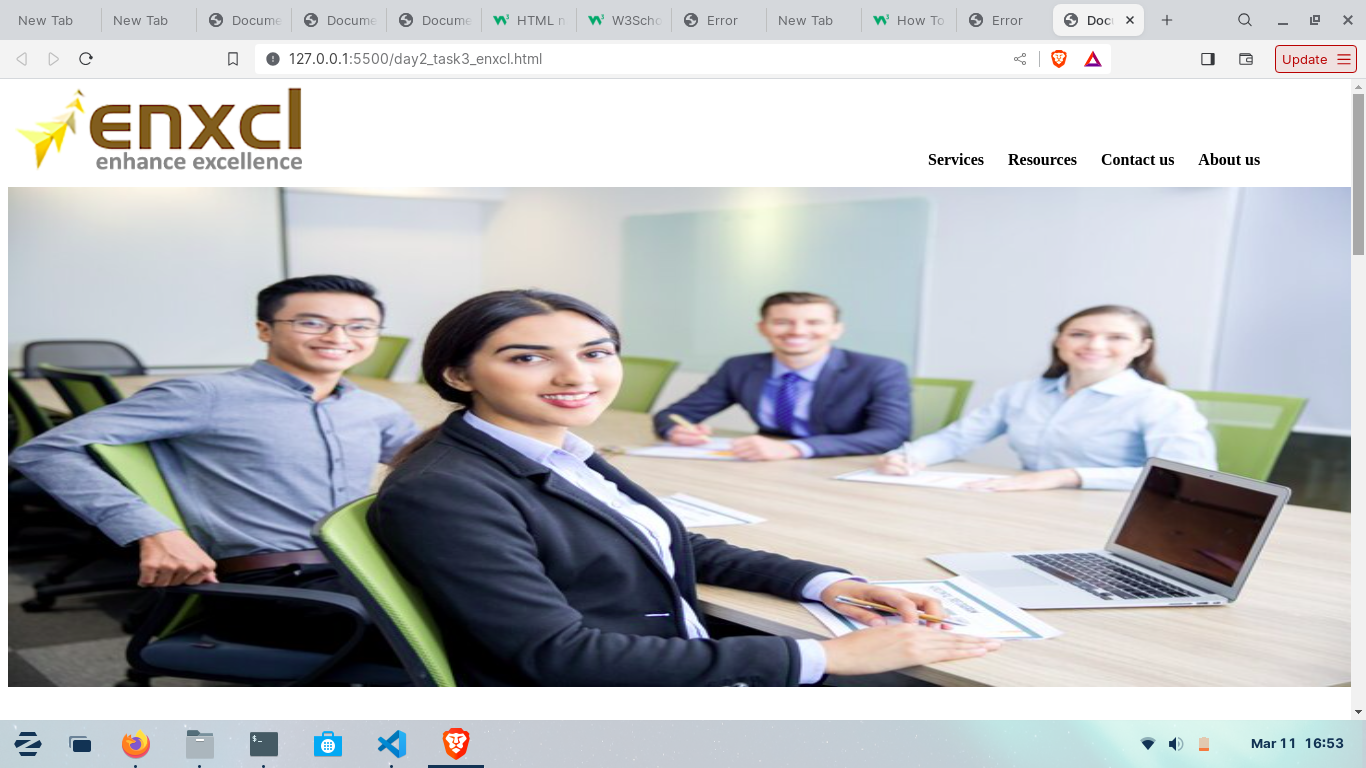 New Tab
New Tab
Docume
Docume
Docume
HTML n
W3Scho
Error
New Tab
How To
Error
Docu
127.0.0.1:5500/day2_task3_enxcl.html
Update
enxcl
enhance excellence
Services Resources Contact us About us
Mar 11 16:53